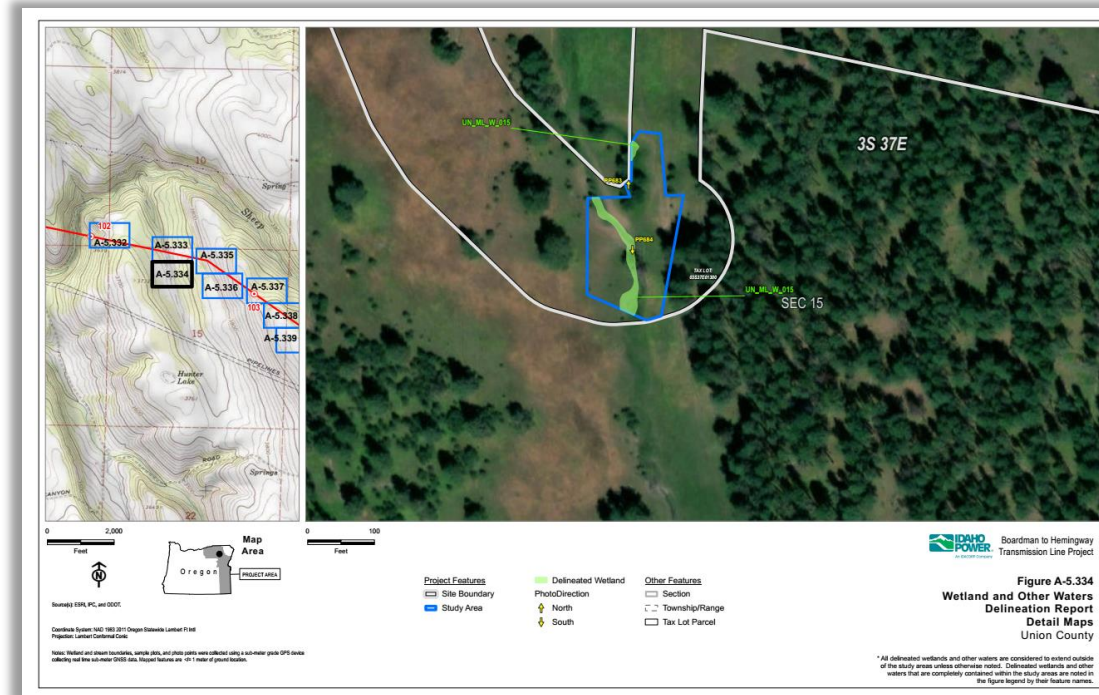 10
Spring
Sheep
102
A-5.332
A-5.333
A-5.335
A-5.334
A-5.336
A-5.337
103
A-5.338
A-5.339
15
PIPELINES
Hunter
Lake
ROAD
Springs
CANYON
22
UN_ML_W_015
PP683
PP684
TAX LOT
UN_ML_W_015
SEC 15
3S 37E
0 2,000
Feet
N
Map
Area
Oregon
PROJECT AREA
0 100
Feet
Source(s): ESRI, IPC, and ODOT.
Coordinate System: NAD 1983 2011 Oregon Statewide Lambert Ft Intl
Projection: Lambert Conformal Conic
Notes: Wetland and stream boundaries, sample plots, and photo points were collected using a sub-meter grade GPS device
collecting real time sub-meter GNSS data. Mapped features are +/- 1 meter of ground location.
Project Features
Site Boundary
Study Area
Delineated Wetland
PhotoDirection
North
South
Other Features
Section
Township/Range
Tax Lot Parcel
IDAHO
POWER.
An IDACORP Company
Boardman to Hemingway
Transmission Line Project
Figure A-5.334
Wetland and Other Waters
Delineation Report
Detail Maps
Union County
* All delineated wetlands and other waters are considered to extend outside
of the study areas unless otherwise noted. Delineated wetlands and other
waters that are completely contained within the study areas are noted in
the figure legend by their feature names.